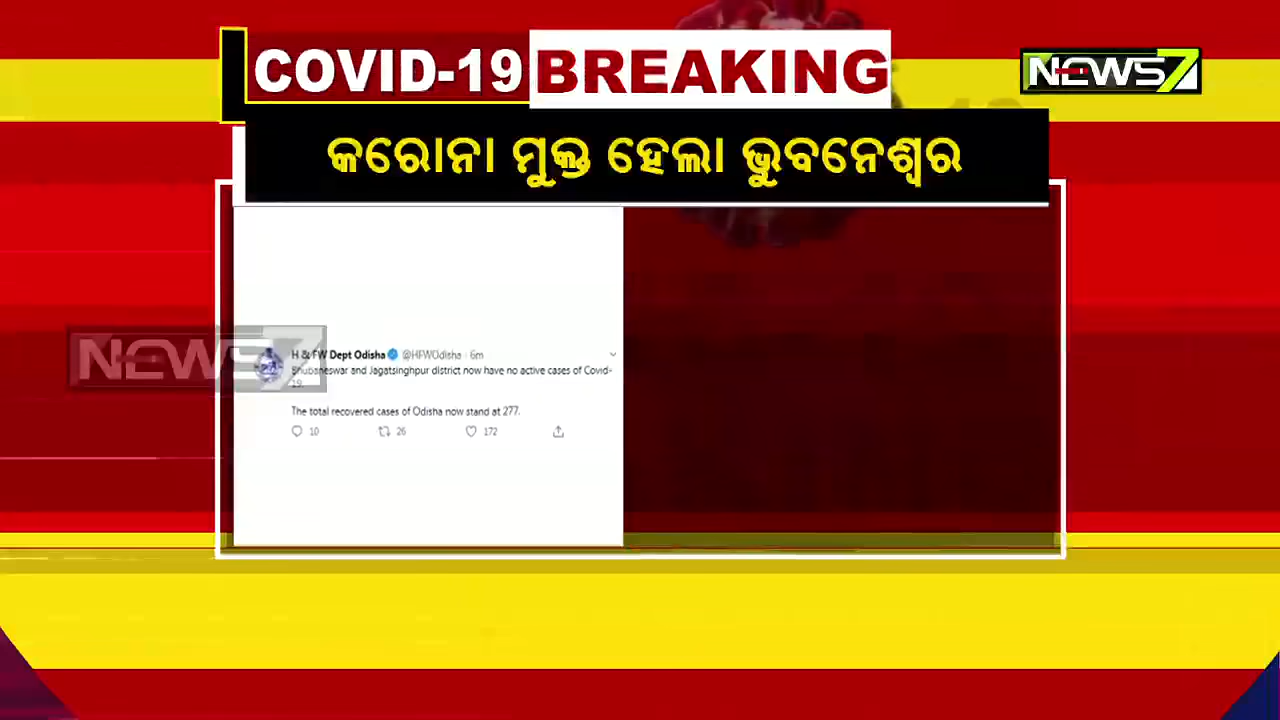 COVID-19 BREAKING
NEWS7
କରୋନା ମୁକ୍ତ ହେଲା ଭୁବନେଶ୍ୱର
NEWS7
H & FW Dept Odisha @HFWOdisha · 6m
Bhubaneswar and Jagatsinghpur district now have no active cases of Covid-
19.
The total recovered cases of Odisha now stand at 277.
10 26 172